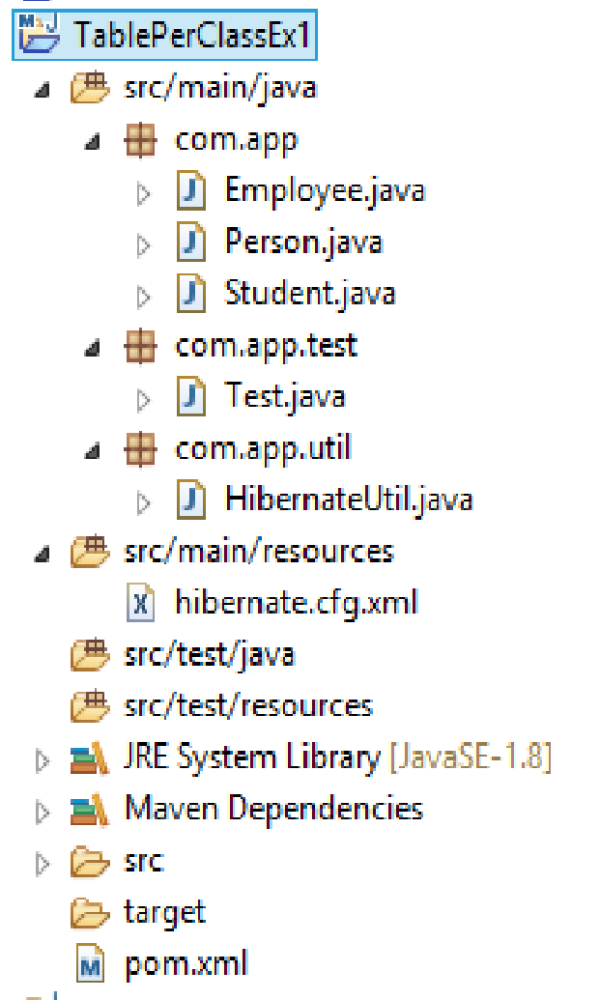 TablePerClassEx1
src/main/java
com.app
Employee.java
Person.java
Student.java
com.app.test
Test.java
com.app.util
HibernateUtil.java
src/main/resources
hibernate.cfg.xml
src/test/java
src/test/resources
JRE System Library [JavaSE-1.8]
Maven Dependencies
src
target
pom.xml